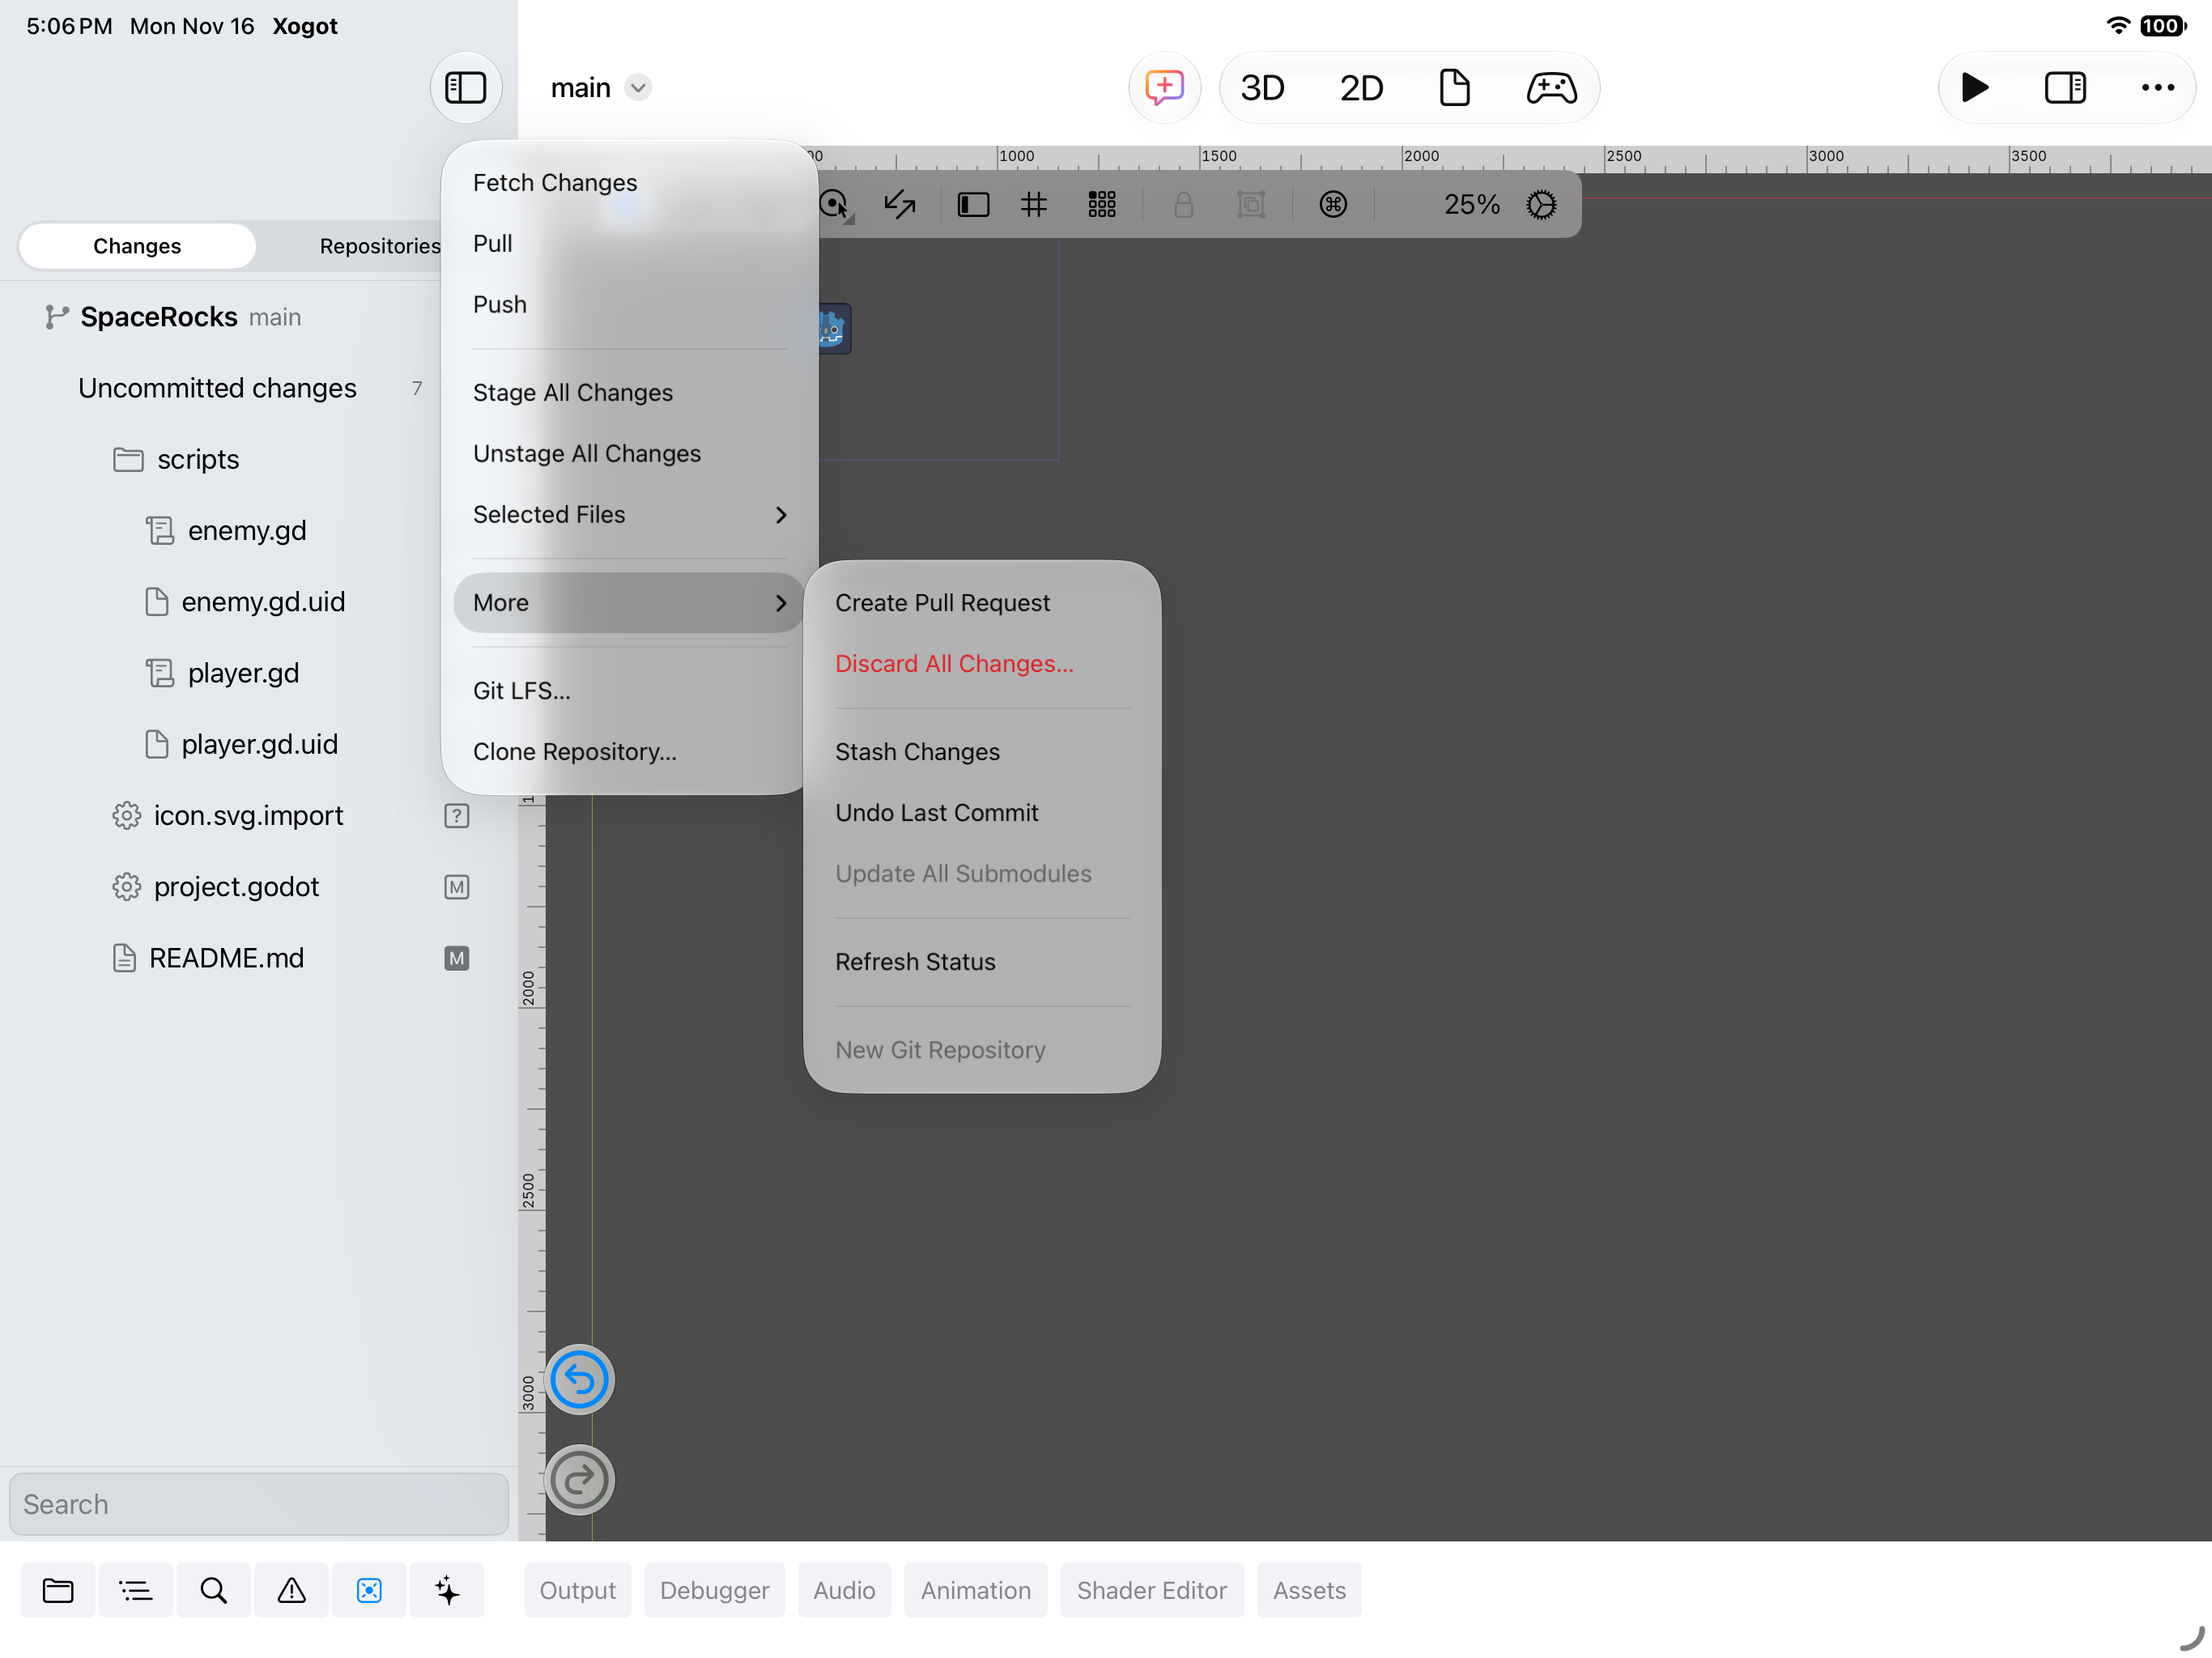 5:06 PM Mon Nov 16 Xogot
100
main
3D 2D
1000 1500 2000 2500 3000 3500
25%
Changes Repositories
SpaceRocks main
Uncommitted changes 7
scripts
enemy.gd
enemy.gd.uid
player.gd
player.gd.uid
icon.svg.import ?
project.godot M
README.md M
Fetch Changes
Pull
Push
Stage All Changes
Unstage All Changes
Selected Files
More
Git LFS...
Clone Repository...
Create Pull Request
Discard All Changes...
Stash Changes
Undo Last Commit
Update All Submodules
Refresh Status
New Git Repository
2000
2500
3000
Search
Output Debugger Audio Animation Shader Editor Assets